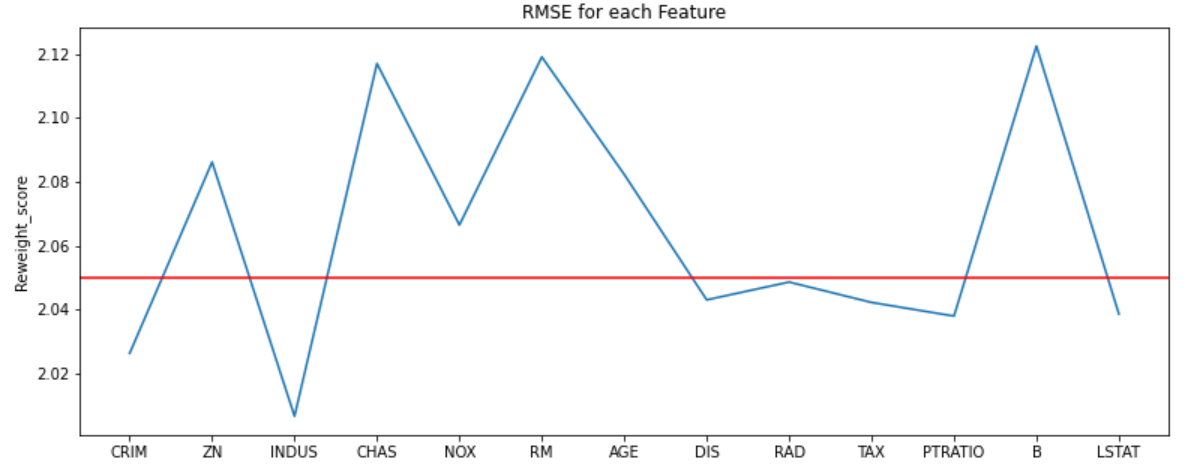 RMSE for each Feature
Reweight_score
2.12
2.10
2.08
2.06
2.04
2.02
CRIM ZN INDUS CHAS NOX RM AGE DIS RAD TAX PTRATIO B LSTAT